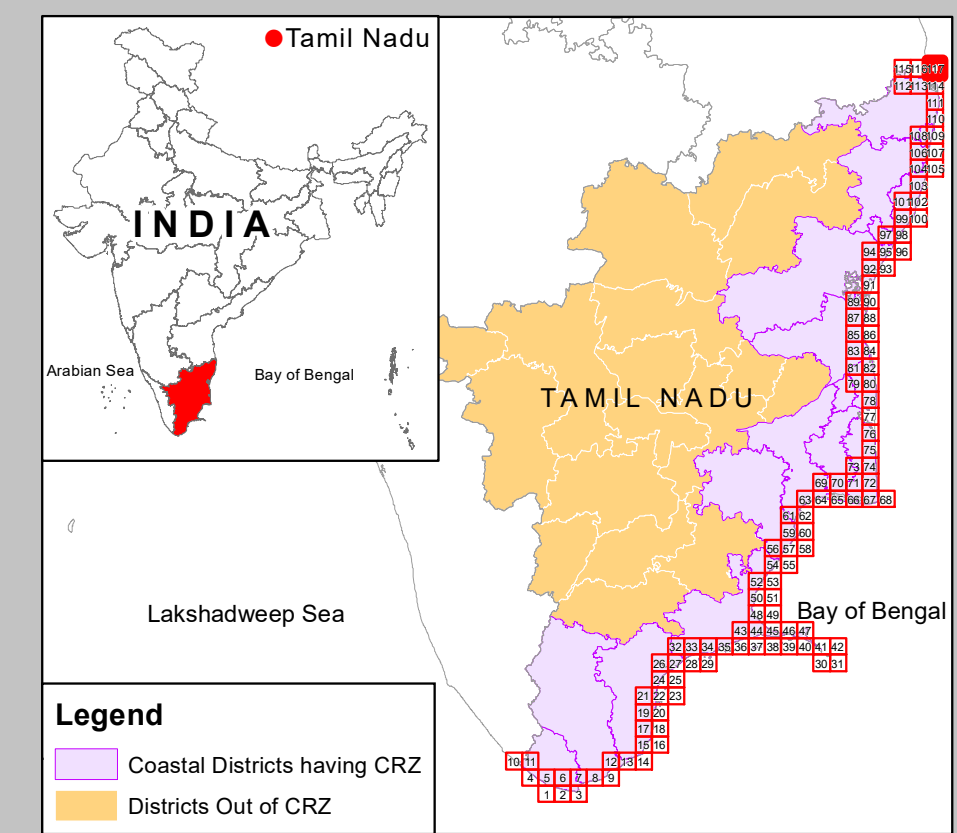 Tamil Nadu
INDIA
Arabian Sea
Bay of Bengal
115 116 117
112 113 114
111
110
108 109
106 107
104 105
103
101 102
99 100
97 98
94 95 96
92 93
91
89 90
87 88
85 86
83 84
81 82
79 80
TAMIL NADU
78
77
76
75
73 74
69 70 71 72
63 64 65 66 67 68
61 62
59 60
56 57 58
54 55
52 53
50 51
48 49
Lakshadweep Sea
Bay of Bengal
43 44 45 46 47
32 33 34 35 36 37 38 39 40 41 42
26 27 28 29 30 31
24 25
21 22 23
19 20
17 18
15 16
10 11 12 13 14
4 5 6 7 8 9
1 2 3
Legend
Coastal Districts having CRZ
Districts Out of CRZ